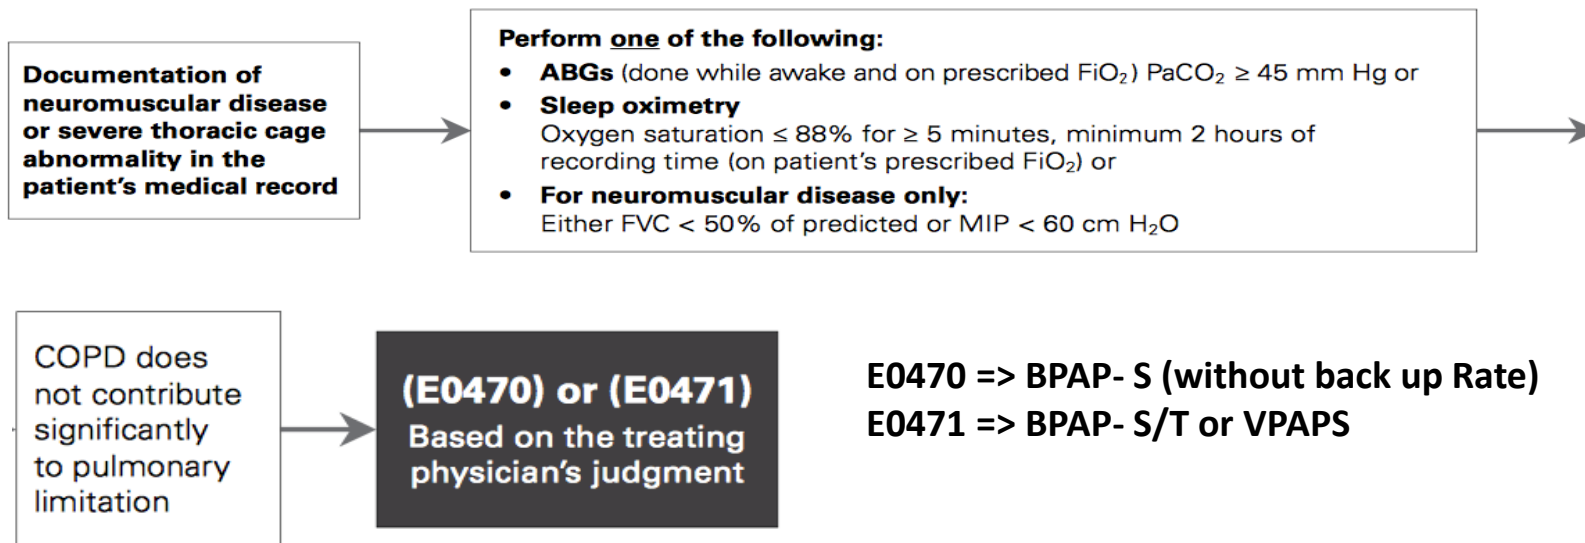 Documentation of
neuromuscular disease
or severe thoracic cage
abnormality in the
patient's medical record
Perform one of the following:
• ABGs (done while awake and on prescribed FiO₂) PaCO₂ ≥ 45 mm Hg or
• Sleep oximetry
Oxygen saturation ≤ 88% for ≥ 5 minutes, minimum 2 hours of
recording time (on patient's prescribed FiO₂) or
• For neuromuscular disease only:
Either FVC < 50% of predicted or MIP < 60 cm H₂O
COPD does
not contribute
significantly
to pulmonary
limitation
(E0470) or (E0471)
Based on the treating
physician's judgment
E0470 => BPAP- S (without back up Rate)
E0471 => BPAP- S/T or VPAPS